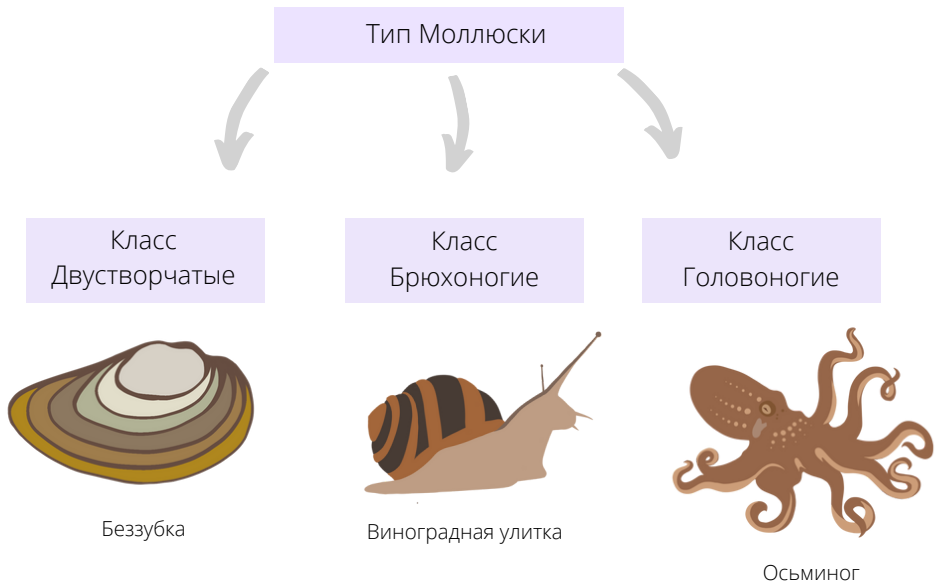 Тип Моллюски
Класс
Двустворчатые
Класс
Брюхоногие
Класс
Головоногие
Беззубка
Виноградная улитка
Осьминог